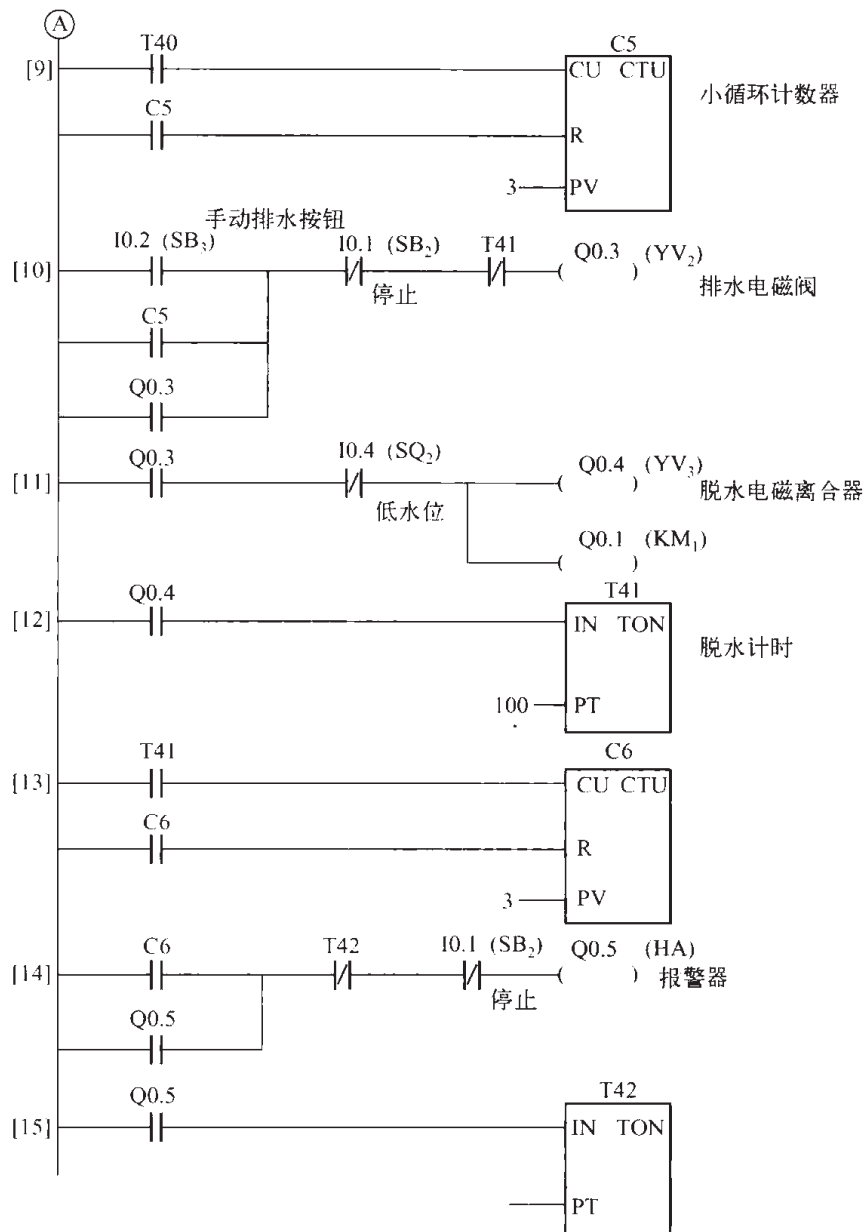 A
T40
C5
[9]
CU CTU
小循环计数器
C5
R
3
PV
手动排水按钮
I0.2 (SB₃)
I0.1 (SB₂)
T41
Q0.3 (YV₂)
[10]
停止
排水电磁阀
C5
Q0.3
Q0.3
I0.4 (SQ₂)
Q0.4 (YV₃)
[11]
低水位
脱水电磁离合器
Q0.1 (KM₁)
T41
Q0.4
[12]
IN TON
脱水计时
100
PT
T41
C6
[13]
CU CTU
C6
R
3
PV
C6
T42
I0.1 (SB₂)
Q0.5 (HA)
[14]
停止
报警器
Q0.5
Q0.5
T42
[15]
IN TON
PT